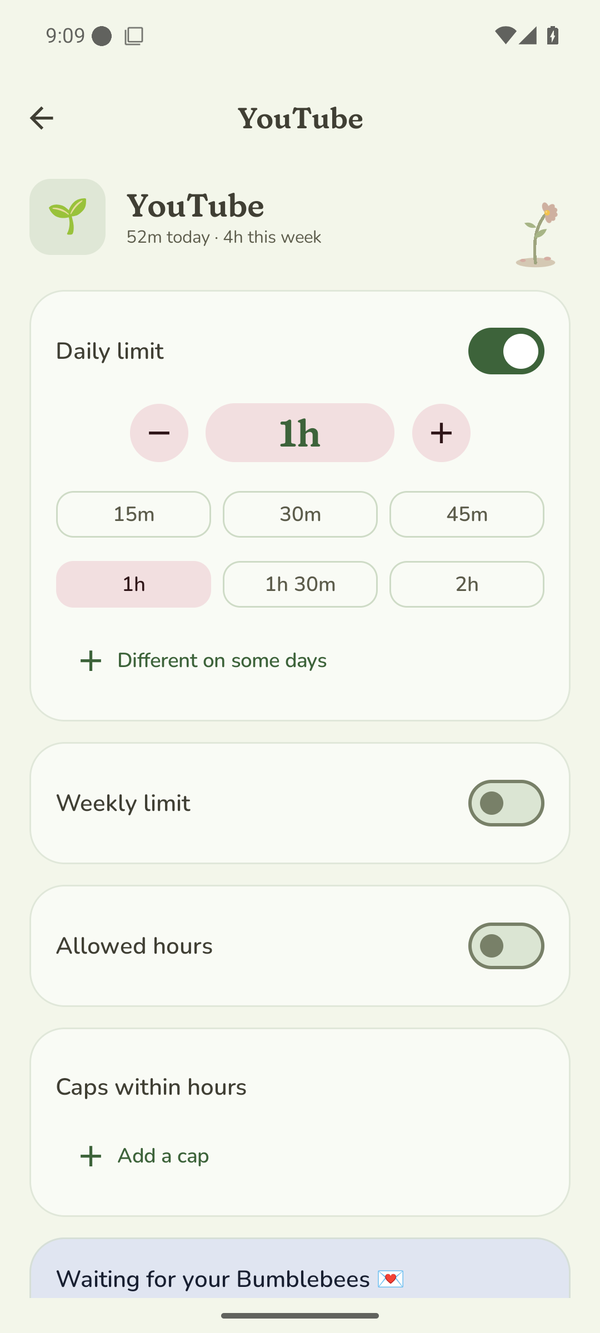 9:09
YouTube
YouTube
52m today · 4h this week
Daily limit
1h
15m
30m
45m
1h
1h 30m
2h
Different on some days
Weekly limit
Allowed hours
Caps within hours
Add a cap
Waiting for your Bumblebees 💌